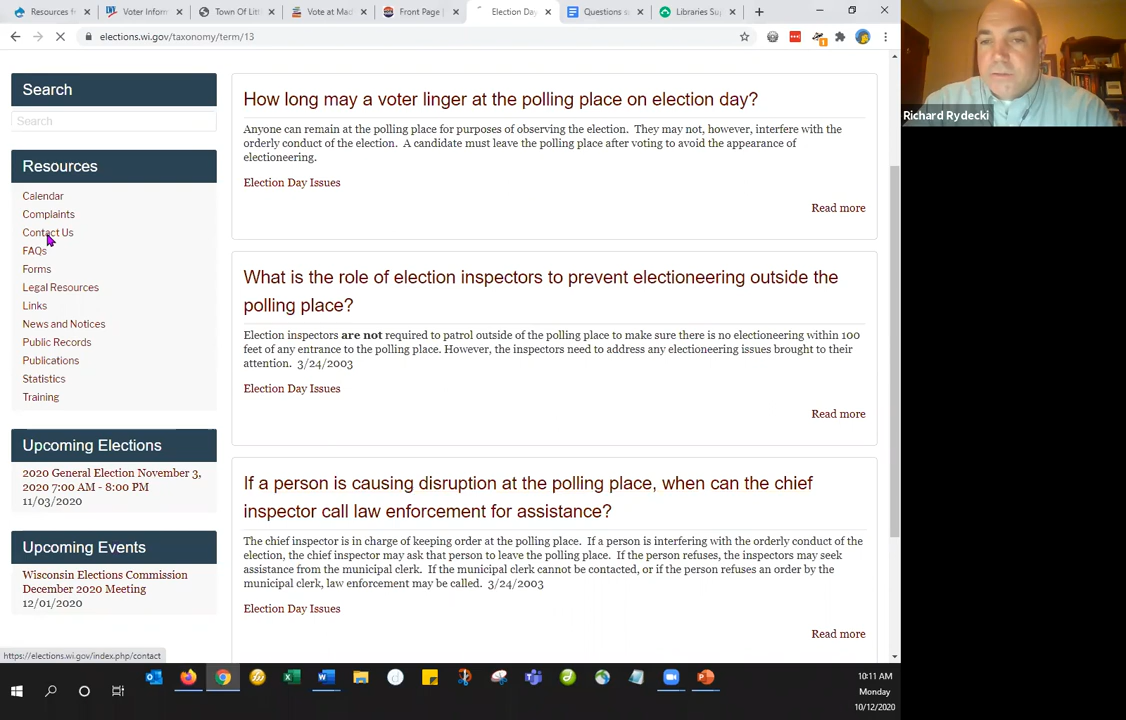 Resources f
Voter Inform
Town Of Lit
Vote at Mad
Front Page
Election Day
Questions s
Libraries Sup
elections.wi.gov/taxonomy/term/13
Search
Search
Resources
Calendar
Complaints
Contact Us
FAQs
Forms
Legal Resources
Links
News and Notices
Public Records
Publications
Statistics
Training
Upcoming Elections
2020 General Election November 3,
2020 7:00 AM - 8:00 PM
11/03/2020
Upcoming Events
Wisconsin Elections Commission
December 2020 Meeting
12/01/2020
How long may a voter linger at the polling place on election day?
Anyone can remain at the polling place for purposes of observing the election. They may not, however, interfere with the
orderly conduct of the election. A candidate must leave the polling place after voting to avoid the appearance of
electioneering.
Election Day Issues
Read more
What is the role of election inspectors to prevent electioneering outside the
polling place?
Election inspectors are not required to patrol outside of the polling place to make sure there is no electioneering within 100
feet of any entrance to the polling place. However, the inspectors need to address any electioneering issues brought to their
attention. 3/24/2003
Election Day Issues
Read more
If a person is causing disruption at the polling place, when can the chief
inspector call law enforcement for assistance?
The chief inspector is in charge of keeping order at the polling place. If a person is interfering with the orderly conduct of the
election, the chief inspector may ask that person to leave the polling place. If the person refuses, the inspectors may seek
assistance from the municipal clerk. If the municipal clerk cannot be contacted, or if the person refuses an order by the
municipal clerk, law enforcement may be called. 3/24/2003
Election Day Issues
Read more
https://elections.wi.gov/index.php/contact
Richard Rydecki
10:11 AM
Monday
10/12/2020